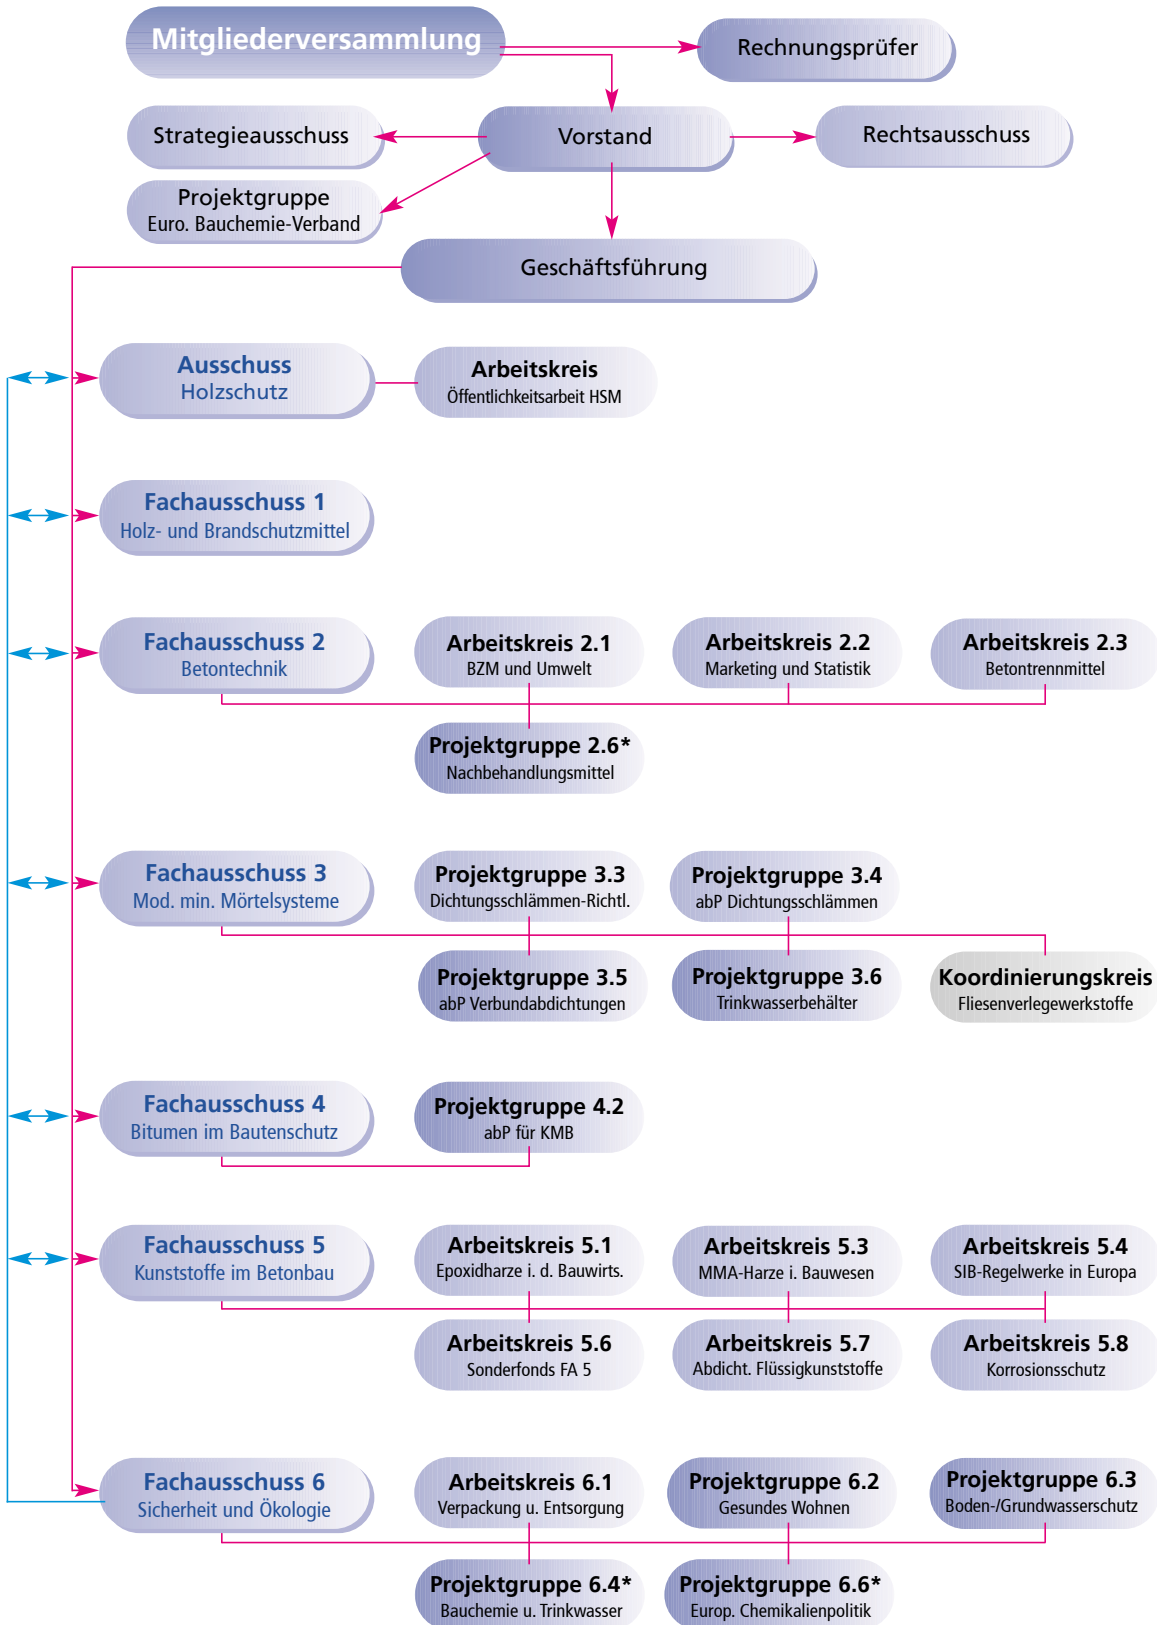 Mitgliederversammlung
Rechnungsprüfer
Strategieausschuss
Vorstand
Rechtsausschuss
Projektgruppe
Euro. Bauchemie-Verband
Geschäftsführung
Ausschuss
Holzschutz
Arbeitskreis
Öffentlichkeitsarbeit HSM
Fachausschuss 1
Holz- und Brandschutzmittel
Fachausschuss 2
Betontechnik
Arbeitskreis 2.1
BZM und Umwelt
Arbeitskreis 2.2
Marketing und Statistik
Arbeitskreis 2.3
Betontrennmittel
Projektgruppe 2.6*
Nachbehandlungsmittel
Fachausschuss 3
Mod. min. Mörtelsysteme
Projektgruppe 3.3
Dichtungsschlämmen-Richtl.
Projektgruppe 3.4
abP Dichtungsschlämmen
Projektgruppe 3.5
abP Verbundabdichtungen
Projektgruppe 3.6
Trinkwasserbehälter
Koordinierungskreis
Fliesenverlegewerkstoffe
Fachausschuss 4
Bitumen im Bautenschutz
Projektgruppe 4.2
abP für KMB
Fachausschuss 5
Kunststoffe im Betonbau
Arbeitskreis 5.1
Epoxidharze i. d. Bauwirts.
Arbeitskreis 5.3
MMA-Harze i. Bauwesen
Arbeitskreis 5.4
SIB-Regelwerke in Europa
Arbeitskreis 5.6
Sonderfonds FA 5
Arbeitskreis 5.7
Abdicht. Flüssigkunststoffe
Arbeitskreis 5.8
Korrosionsschutz
Fachausschuss 6
Sicherheit und Ökologie
Arbeitskreis 6.1
Verpackung u. Entsorgung
Projektgruppe 6.2
Gesundes Wohnen
Projektgruppe 6.3
Boden-/Grundwasserschutz
Projektgruppe 6.4*
Bauchemie u. Trinkwasser
Projektgruppe 6.6*
Europ. Chemikalienpolitik